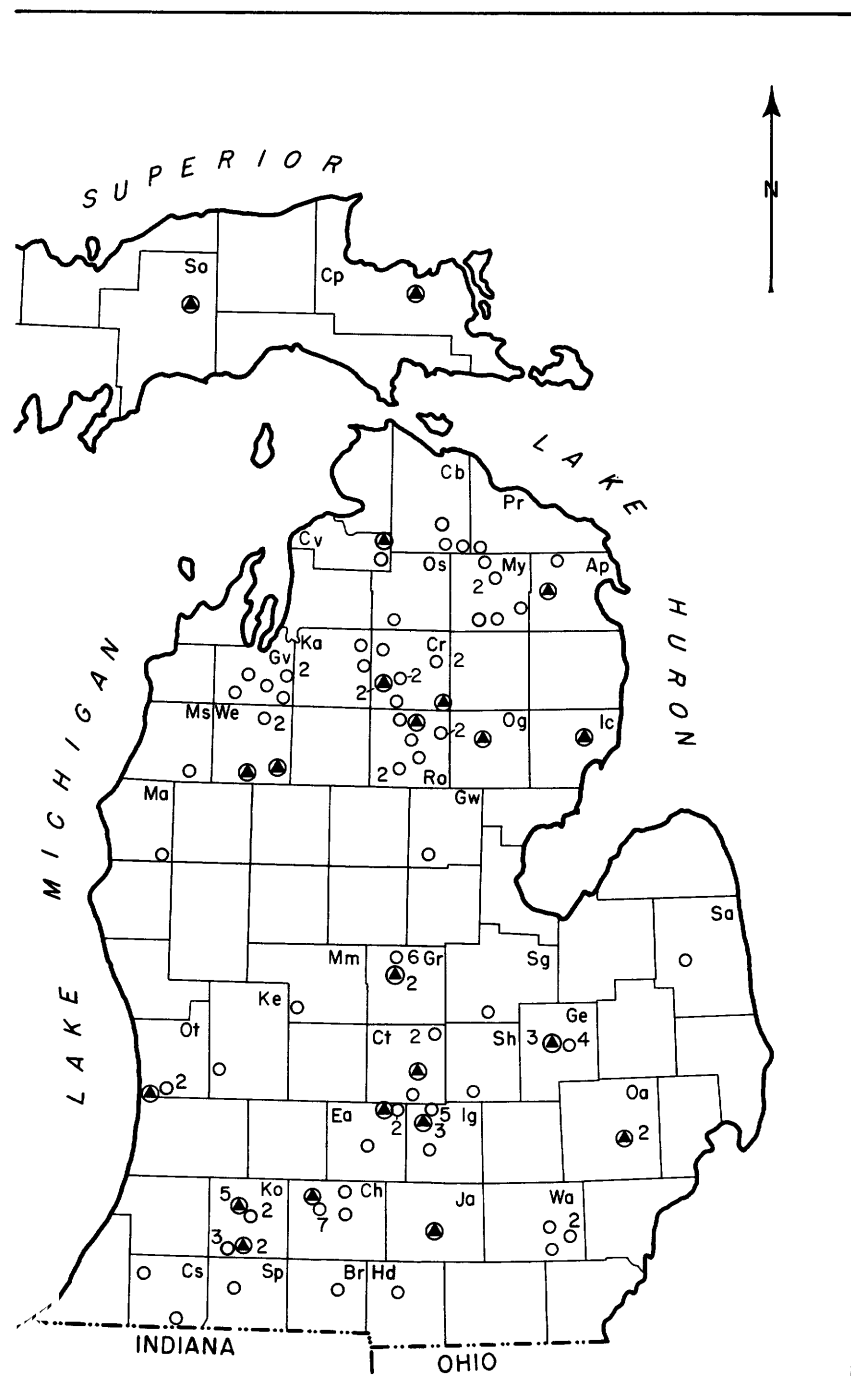 SUPERIOR
N
So
Cp
LAKE
HURON
Cb
Pr
Cv
Os
My
Ap
2
Ka
Cr
Gv
2
2
2
2
Ms
We
2
2
Og
Ic
2
Ro
LAKE MICHIGAN
Ma
Gw
Sa
Mm
6
Gr
2
Sg
Ke
Ot
Ct
2
Sh
Ge
3
4
2
Ea
2
5
Ig
3
Oa
2
5
Ko
2
Ch
7
Ja
Wa
2
3
2
Cs
Sp
Br
Hd
INDIANA
OHIO